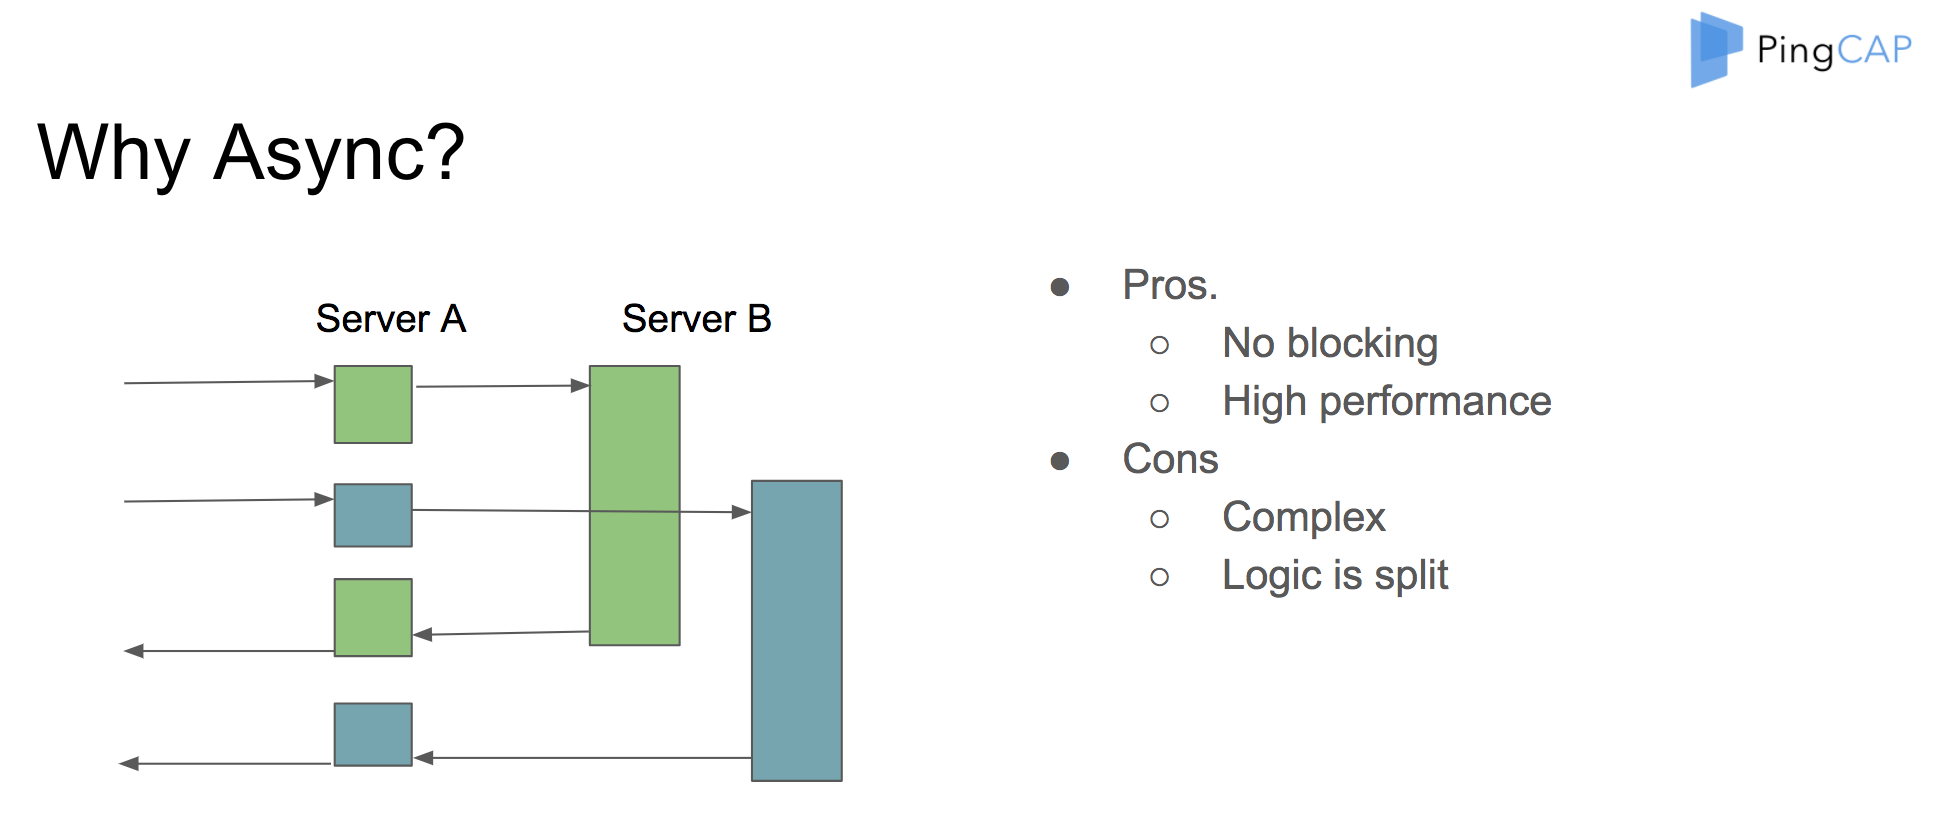 PingCAP
Why Async?
Server A
Server B
● Pros.
○ No blocking
○ High performance
● Cons
○ Complex
○ Logic is split